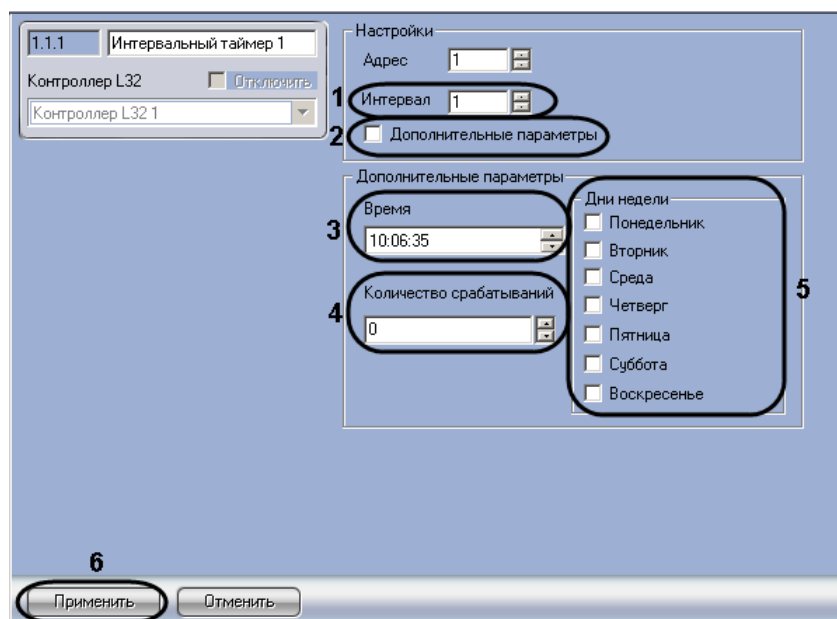 1.1.1 Интервальный таймер 1
Контроллер L32 Отключить
Контроллер L32 1
Настройки
Адрес 1
1 Интервал 1
2 Дополнительные параметры
Дополнительные параметры
3 Время
10:06:35
4 Количество срабатываний
0
Дни недели
Понедельник
Вторник
Среда
Четверг
Пятница
Суббота
Воскресенье
5
6
Применить Отменить